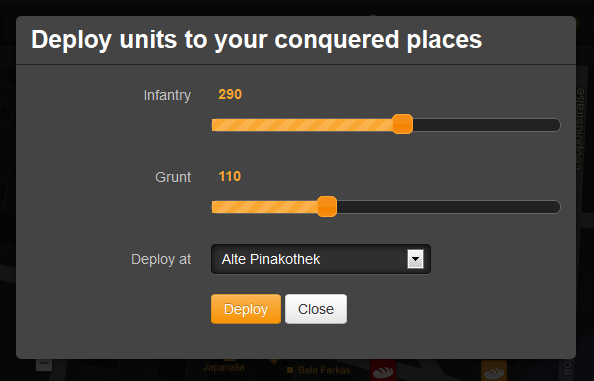 Deploy units to your conquered places
Infantry 290
Grunt 110
Deploy at Alte Pinakothek
Deploy Close
Leopoldstraße
Japanalia
Bela Farkas